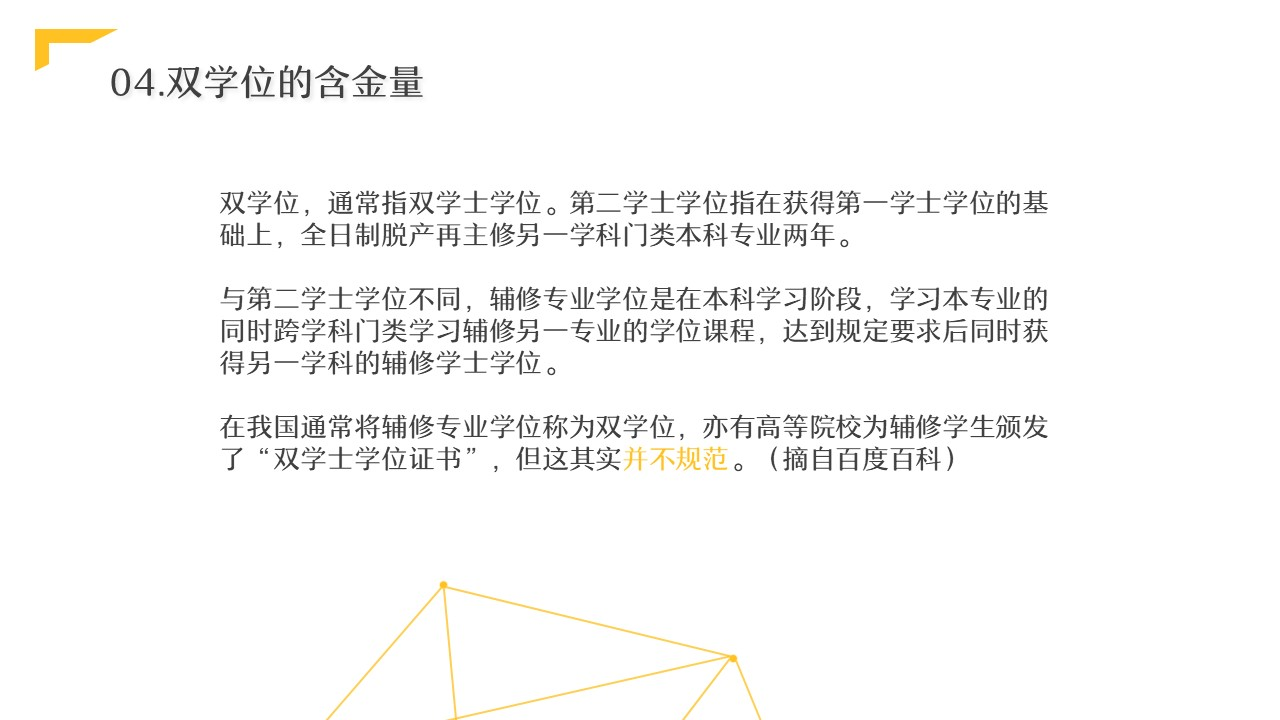 04.双学位的含金量
双学位，通常指双学士学位。第二学士学位指在获得第一学士学位的基
础上，全日制脱产再主修另一学科门类本科专业两年。
与第二学士学位不同，辅修专业学位是在本科学习阶段，学习本专业的
同时跨学科门类学习辅修另一专业的学位课程，达到规定要求后同时获
得另一学科的辅修学士学位。
在我国通常将辅修专业学位称为双学位，亦有高等院校为辅修学生颁发
了“双学士学位证书”，但这其实并不规范。（摘自百度百科）